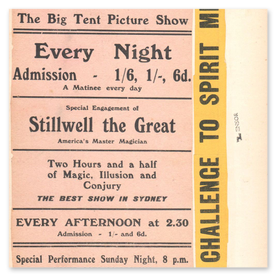 The Big Tent Picture Show
Every Night
Admission - 1/6, 1/-, 6d.
A Matinee every day
Special Engagement of
Stillwell the Great
America's Master Magician
Two Hours and a half
of Magic, Illusion and
Conjury
THE BEST SHOW IN SYDNEY
EVERY AFTERNOON at 2.30
Admission - 1/- and 6d.
Special Performance Sunday Night, 8 p.m.
CHALLENGE TO SPIRIT
The